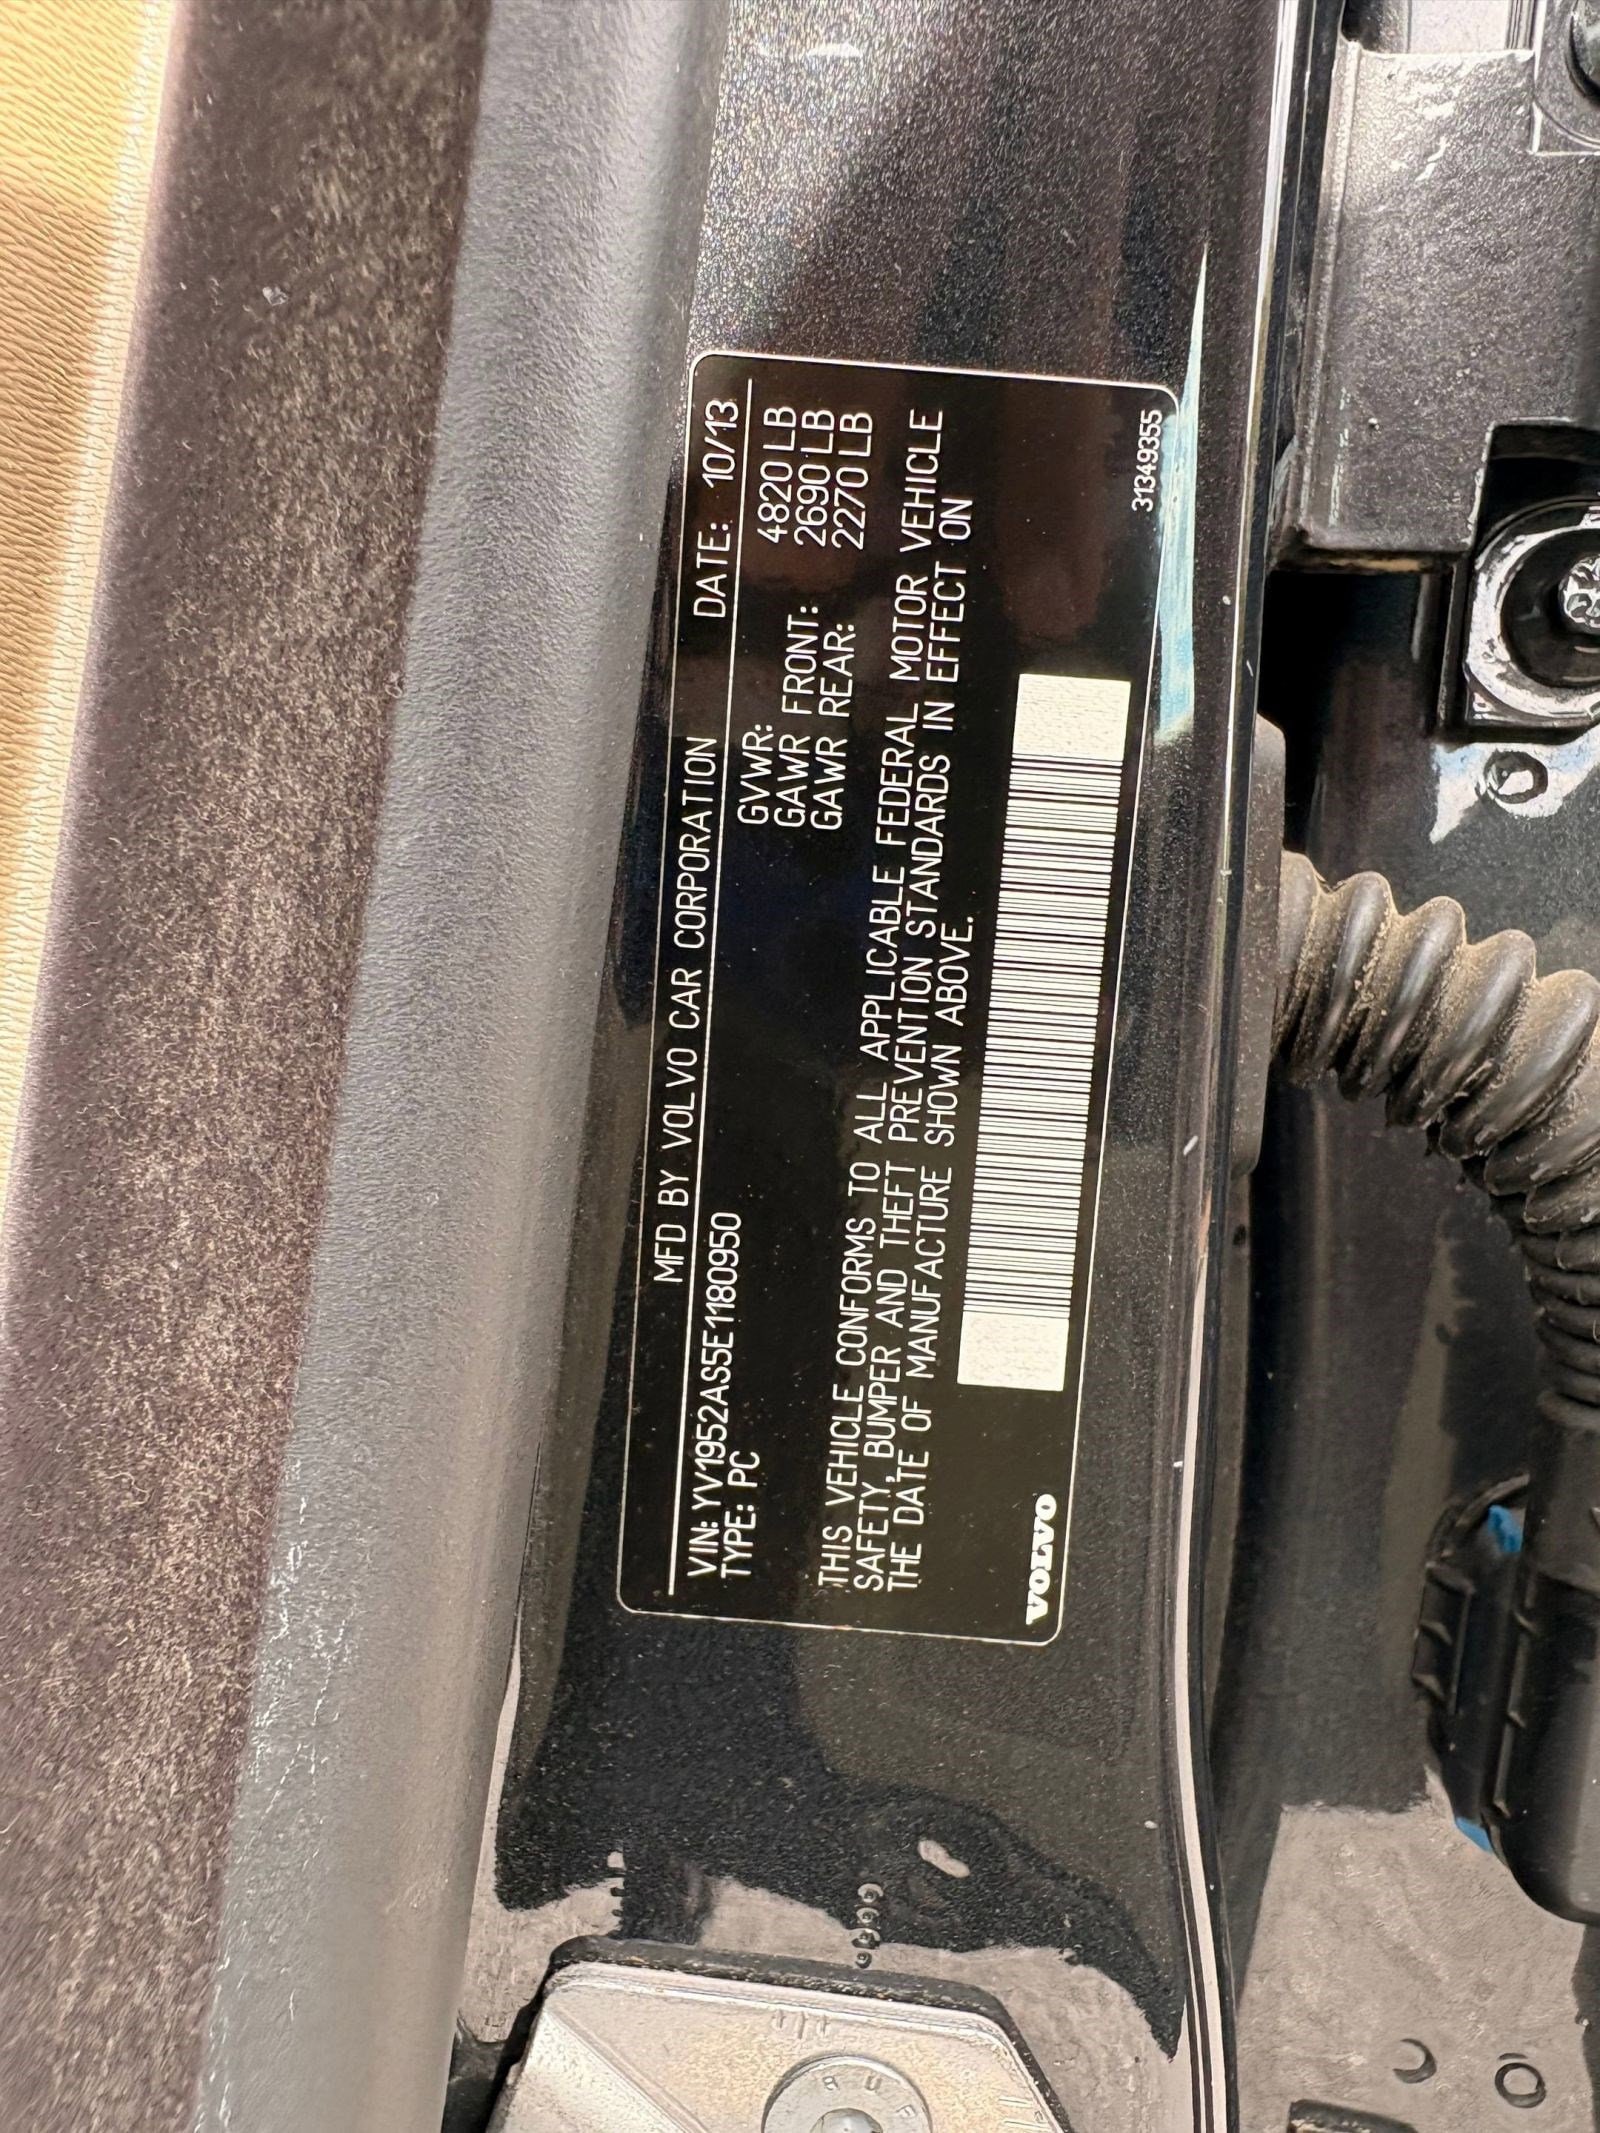 MFD BY VOLVO CAR CORPORATION DATE: 10/13
VIN: YV1952AS5E1180950
TYPE: PC
GVWR: 4820 LB
GAWR FRONT: 2690 LB
GAWR REAR: 2270 LB
THIS VEHICLE CONFORMS TO ALL APPLICABLE FEDERAL MOTOR VEHICLE
SAFETY, BUMPER AND THEFT PREVENTION STANDARDS IN EFFECT ON
THE DATE OF MANUFACTURE SHOWN ABOVE.
VOLVO
31349355